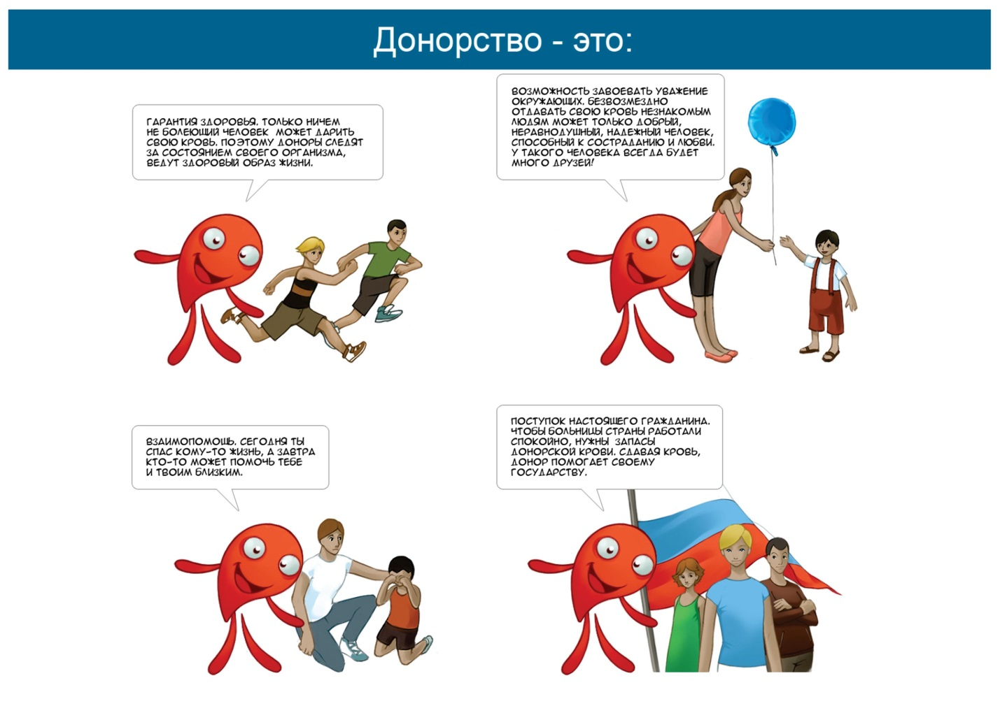 Донорство - это:
ГАРАНТИЯ ЗДОРОВЬЯ. ТОЛЬКО НИЧЕМ
НЕ БОЛЕЮЩИЙ ЧЕЛОВЕК МОЖЕТ ДАРИТЬ
СВОЮ КРОВЬ. ПОЭТОМУ ДОНОРЫ СЛЕДЯТ
ЗА СОСТОЯНИЕМ СВОЕГО ОРГАНИЗМА,
ВЕДУТ ЗДОРОВЫЙ ОБРАЗ ЖИЗНИ.
ВОЗМОЖНОСТЬ ЗАВОЕВАТЬ УВАЖЕНИЕ
ОКРУЖАЮЩИХ. БЕЗВОЗМЕЗДНО
ОТДАВАТЬ СВОЮ КРОВЬ НЕЗНАКОМЫМ
ЛЮДЯМ МОЖЕТ ТОЛЬКО ДОБРЫЙ,
НЕРАВНОДУШНЫЙ, НАДЕЖНЫЙ ЧЕЛОВЕК,
СПОСОБНЫЙ К СОСТРАДАНИЮ И ЛЮБВИ.
У ТАКОГО ЧЕЛОВЕКА ВСЕГДА БУДЕТ
МНОГО ДРУЗЕЙ!
ВЗАИМОПОМОЩЬ. СЕГОДНЯ ТЫ
СПАС КОМУ-ТО ЖИЗНЬ, А ЗАВТРА
КТО-ТО МОЖЕТ ПОМОЧЬ ТЕБЕ
И ТВОИМ БЛИЗКИМ.
ПОСТУПОК НАСТОЯЩЕГО ГРАЖДАНИНА.
ЧТОБЫ БОЛЬНИЦЫ СТРАНЫ РАБОТАЛИ
СПОКОЙНО, НУЖНЫ ЗАПАСЫ
ДОНОРСКОЙ КРОВИ. СДАВАЯ КРОВЬ,
ДОНОР ПОМОГАЕТ СВОЕМУ
ГОСУДАРСТВУ.